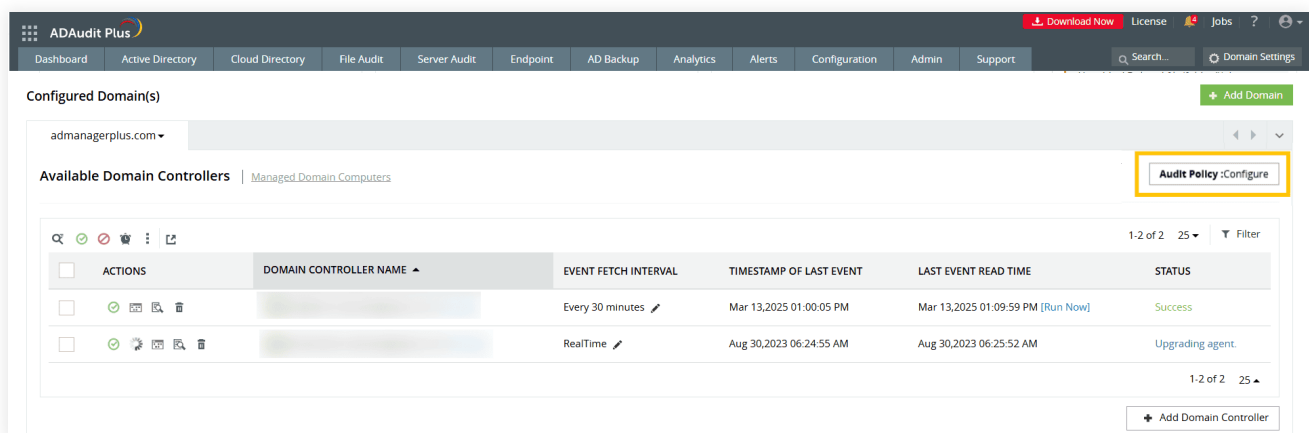 ADAudit Plus
Download Now License 4 Jobs ?
Dashboard Active Directory Cloud Directory File Audit Server Audit Endpoint AD Backup Analytics Alerts Configuration Admin Support Search... Domain Settings
Configured Domain(s) + Add Domain
admanagerplus.com
Available Domain Controllers | Managed Domain Computers Audit Policy :Configure
1-2 of 2 25 Filter
ACTIONS DOMAIN CONTROLLER NAME EVENT FETCH INTERVAL TIMESTAMP OF LAST EVENT LAST EVENT READ TIME STATUS
Every 30 minutes Mar 13,2025 01:00:05 PM Mar 13,2025 01:09:59 PM [Run Now] Success
RealTime Aug 30,2023 06:24:55 AM Aug 30,2023 06:25:52 AM Upgrading agent.
1-2 of 2 25
+ Add Domain Controller